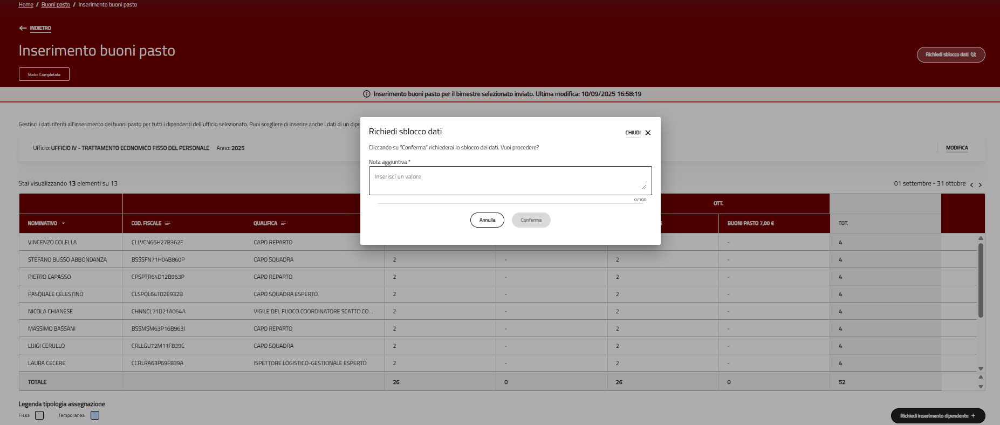 Home / Buoni pasto / Inserimento buoni pasto
INDIETRO
Inserimento buoni pasto
Richiedi sblocco dati
Stato: Completata
Inserimento buoni pasto per il bimestre selezionato inviato. Ultima modifica: 10/09/2025 16:58:19
Gestisci i dati riferiti all'inserimento dei buoni pasto per tutti i dipendenti dell'ufficio selezionato. Puoi scegliere di inserire anche i dati di un
Ufficio: UFFICIO IV - TRATTAMENTO ECONOMICO FISSO DEL PERSONALE Anno: 2025
MODIFICA
Richiedi sblocco dati
CHIUDI
Cliccando su "Conferma" richiederai lo sblocco dei dati. Vuoi procedere?
Nota aggiuntiva *
Inserisci un valore
0/100
Annulla Conferma
Stai visualizzando 13 elementi su 13
01 settembre - 31 ottobre
OTT.
NOMINATIVO COD. FISCALE QUALIFICA BUONI PASTO 7,00 € TOT.
VINCENZO COLELLA CLLVCN65H27B362E CAPO REPARTO - 4
STEFANO BUSSO ABBONDANZA BSSSFN71H04B860P CAPO SQUADRA 2 - 2 - 4
PIETRO CAPASSO CPSPTR64D12B963P CAPO REPARTO 2 - 2 - 4
PASQUALE CELESTINO CLSPQL64T02E932B CAPO SQUADRA ESPERTO 2 - 2 - 4
NICOLA CHIANESE CHNNCL71D21A064A VIGILE DEL FUOCO COORDINATORE SCATTO CO... 2 - 2 - 4
MASSIMO BASSANI BSSMSM63P16B963I CAPO REPARTO 2 - 2 - 4
LUIGI CERULLO CRLLGU72M11F839C CAPO SQUADRA 2 - 2 - 4
LAURA CECERE CCRLRA63P69F839A ISPETTORE LOGISTICO-GESTIONALE ESPERTO 2 - 2 - 4
TOTALE 26 0 26 0 52
Legenda tipologia assegnazione
Fissa Temporanea
Richiedi inserimento dipendente +